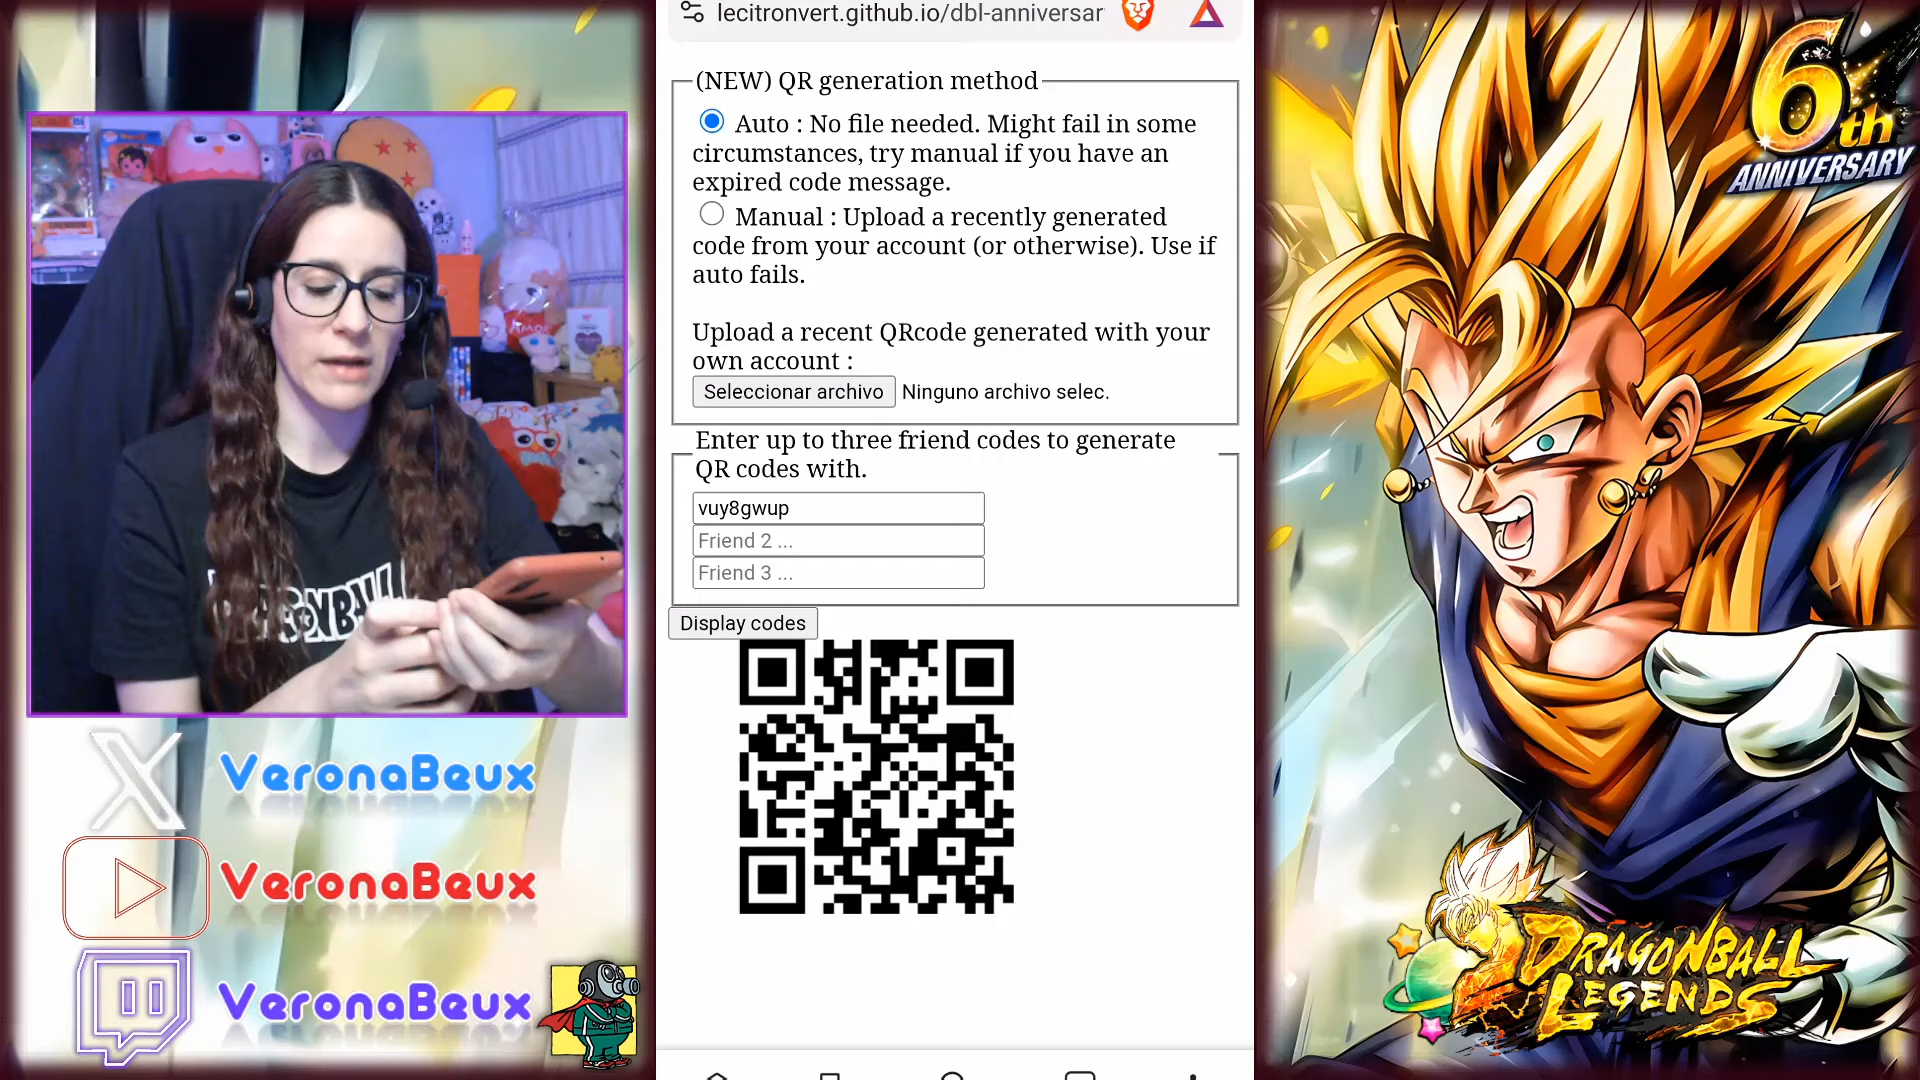 lecitronvert.github.io/dbl-anniversar
(NEW) QR generation method
Auto : No file needed. Might fail in some
circumstances, try manual if you have an
expired code message.
Manual : Upload a recently generated
code from your account (or otherwise). Use if
auto fails.
Upload a recent QRcode generated with your
own account :
Seleccionar archivo Ninguno archivo selec.
Enter up to three friend codes to generate
QR codes with.
vuy8gwup
Friend 2 ...
Friend 3 ...
Display codes
VeronaBeux
VeronaBeux
VeronaBeux
6th
ANNIVERSARY
DRAGONBALL
LEGENDS